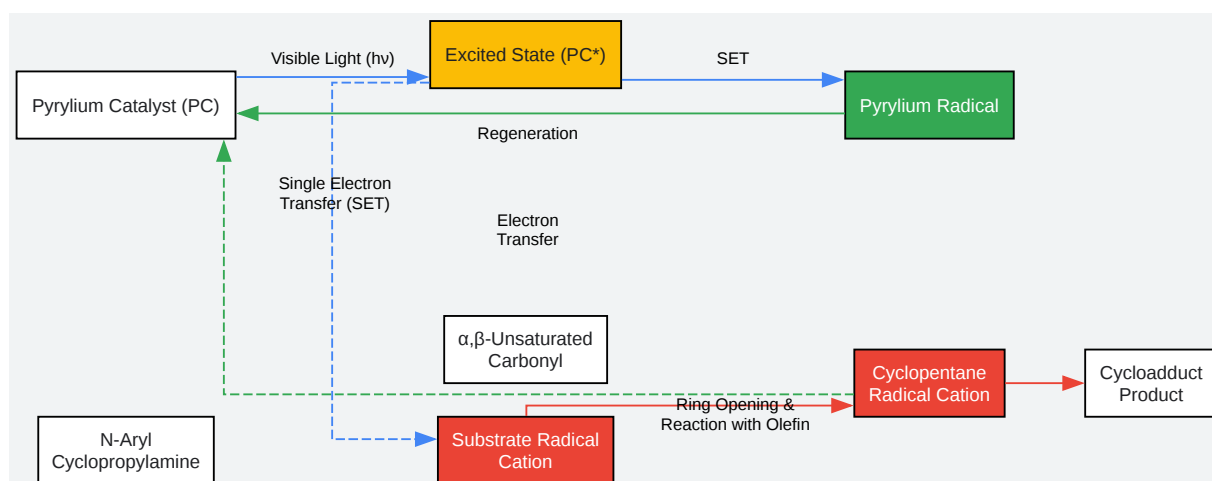 Visible Light (hν)
Excited State (PC*)
SET
Pyrylium Catalyst (PC)
Pyrylium Radical
Regeneration
Single Electron
Transfer (SET)
Electron
Transfer
α,β-Unsaturated
Carbonyl
Cyclopentane
Radical Cation
Cycloadduct
Product
Ring Opening &
Reaction with Olefin
N-Aryl
Cyclopropylamine
Substrate Radical
Cation